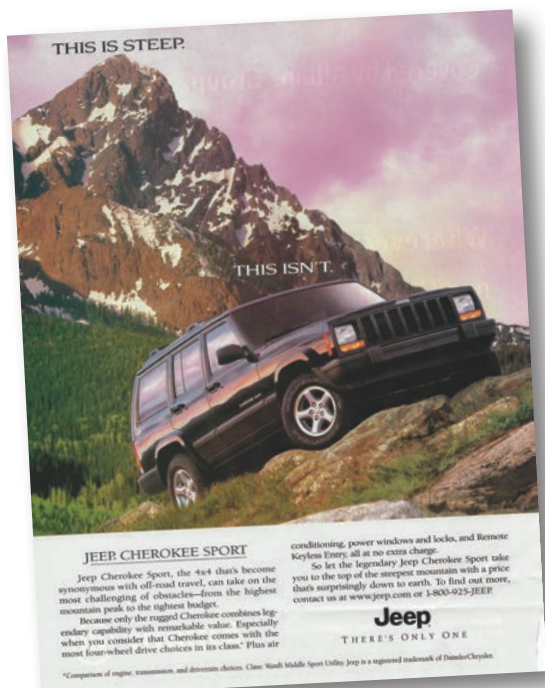 THIS IS STEEP.
THIS ISN'T.
JEEP CHEROKEE SPORT
Jeep Cherokee Sport, the 4x4 that's become
synonymous with off-road travel, can take on the
most challenging of obstacles—from the highest
mountain peak to the tightest budget.
Because only the rugged Cherokee combines leg-
endary capability with remarkable value. Especially
when you consider that Cherokee comes with the
most four-wheel drive choices in its class.* Plus air
conditioning, power windows and locks, and Remote
Keyless Entry, all at no extra charge.
So let the legendary Jeep Cherokee Sport take
you to the top of the steepest mountain with a price
that's surprisingly down to earth. To find out more,
contact us at www.jeep.com or 1-800-925-JEEP.
Jeep
THERE'S ONLY ONE
*Comparison of engine, transmission, and drivetrain choices. Class: Ward's Middle Sport Utility. Jeep is a registered trademark of DaimlerChrysler.